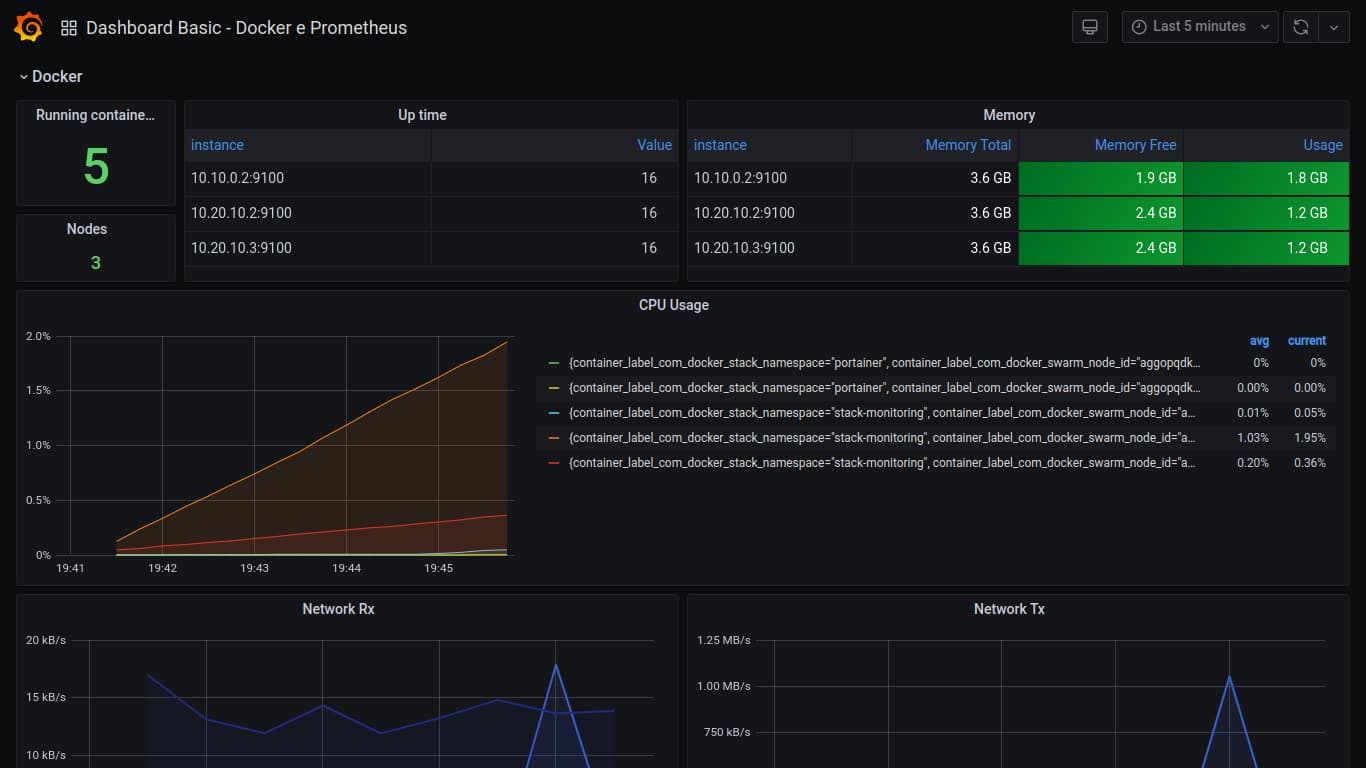 Dashboard Basic - Docker e Prometheus
Last 5 minutes
Docker
Running containe...
5
Nodes
3
Up time
instance Value
10.10.0.2:9100 16
10.20.10.2:9100 16
10.20.10.3:9100 16
Memory
instance Memory Total Memory Free Usage
10.10.0.2:9100 3.6 GB 1.9 GB 1.8 GB
10.20.10.2:9100 3.6 GB 2.4 GB 1.2 GB
10.20.10.3:9100 3.6 GB 2.4 GB 1.2 GB
CPU Usage
2.0%
1.5%
1.0%
0.5%
0%
19:41 19:42 19:43 19:44 19:45
avg current
{container_label_com_docker_stack_namespace="portainer", container_label_com_docker_swarm_node_id="aggopqdk... 0% 0%
{container_label_com_docker_stack_namespace="portainer", container_label_com_docker_swarm_node_id="aggopqdk... 0.00% 0.00%
{container_label_com_docker_stack_namespace="stack-monitoring", container_label_com_docker_swarm_node_id="a... 0.01% 0.05%
{container_label_com_docker_stack_namespace="stack-monitoring", container_label_com_docker_swarm_node_id="a... 1.03% 1.95%
{container_label_com_docker_stack_namespace="stack-monitoring", container_label_com_docker_swarm_node_id="a... 0.20% 0.36%
Network Rx
20 kB/s
15 kB/s
10 kB/s
Network Tx
1.25 MB/s
1.00 MB/s
750 kB/s